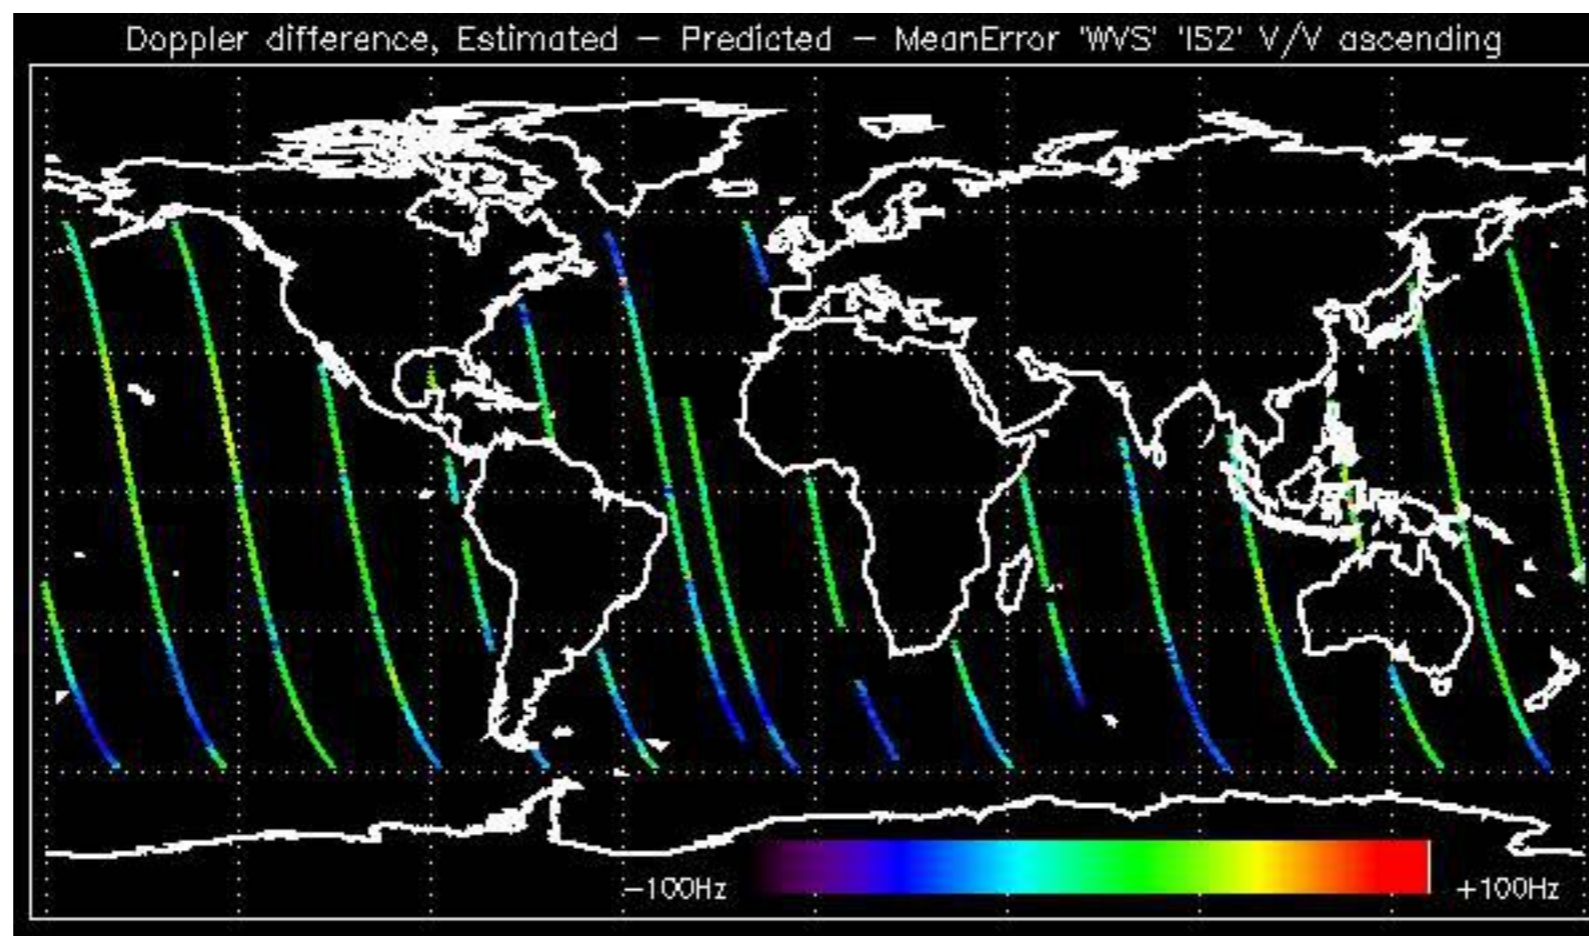 Doppler difference, Estimated – Predicted – MeanError 'WVS' 'IS2' V/V ascending
–100Hz
+100Hz